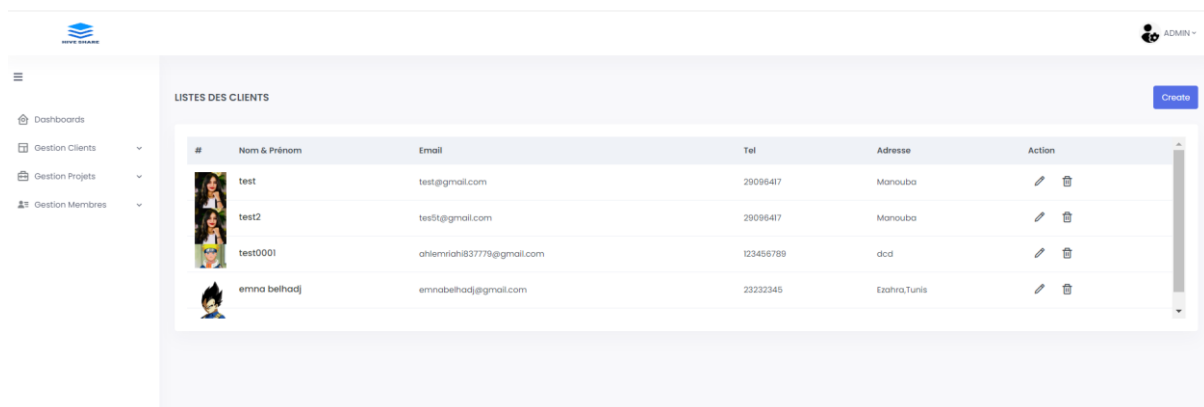 HIVE SHARE
ADMIN
LISTES DES CLIENTS
Create
Dashboards
Gestion Clients
Gestion Projets
Gestion Membres
# Nom & Prénom Email Tel Adresse Action
test test@gmail.com 29096417 Manouba
test2 tes5t@gmail.com 29096417 Manouba
test0001 ahlemriahi837779@gmail.com 123456789 dcd
emna belhadj emnabelhadj@gmail.com 23232345 Ezahra,Tunis